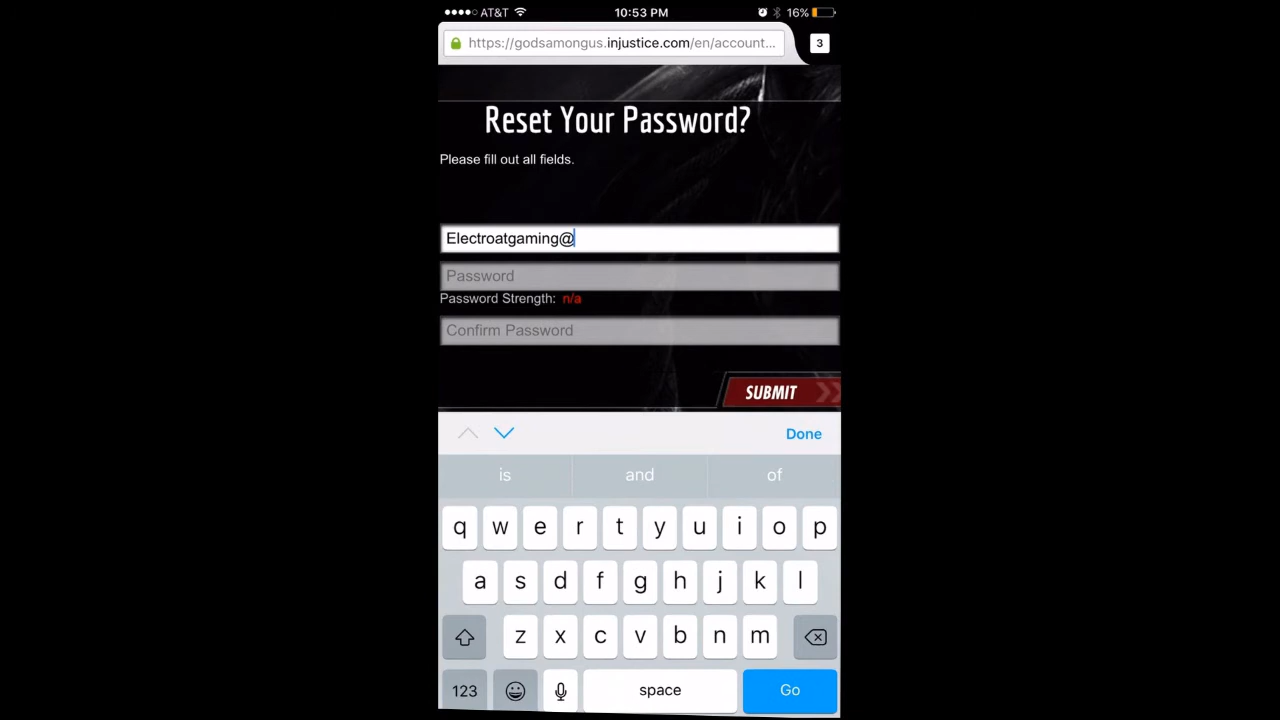 AT&T 10:53 PM 16%
https://godsamongus.injustice.com/en/account... 3
Reset Your Password?
Please fill out all fields.
Electroatgaming@
Password
Password Strength: n/a
Confirm Password
SUBMIT
Done
is and of
q w e r t y u i o p
a s d f g h j k l
z x c v b n m
123 space Go